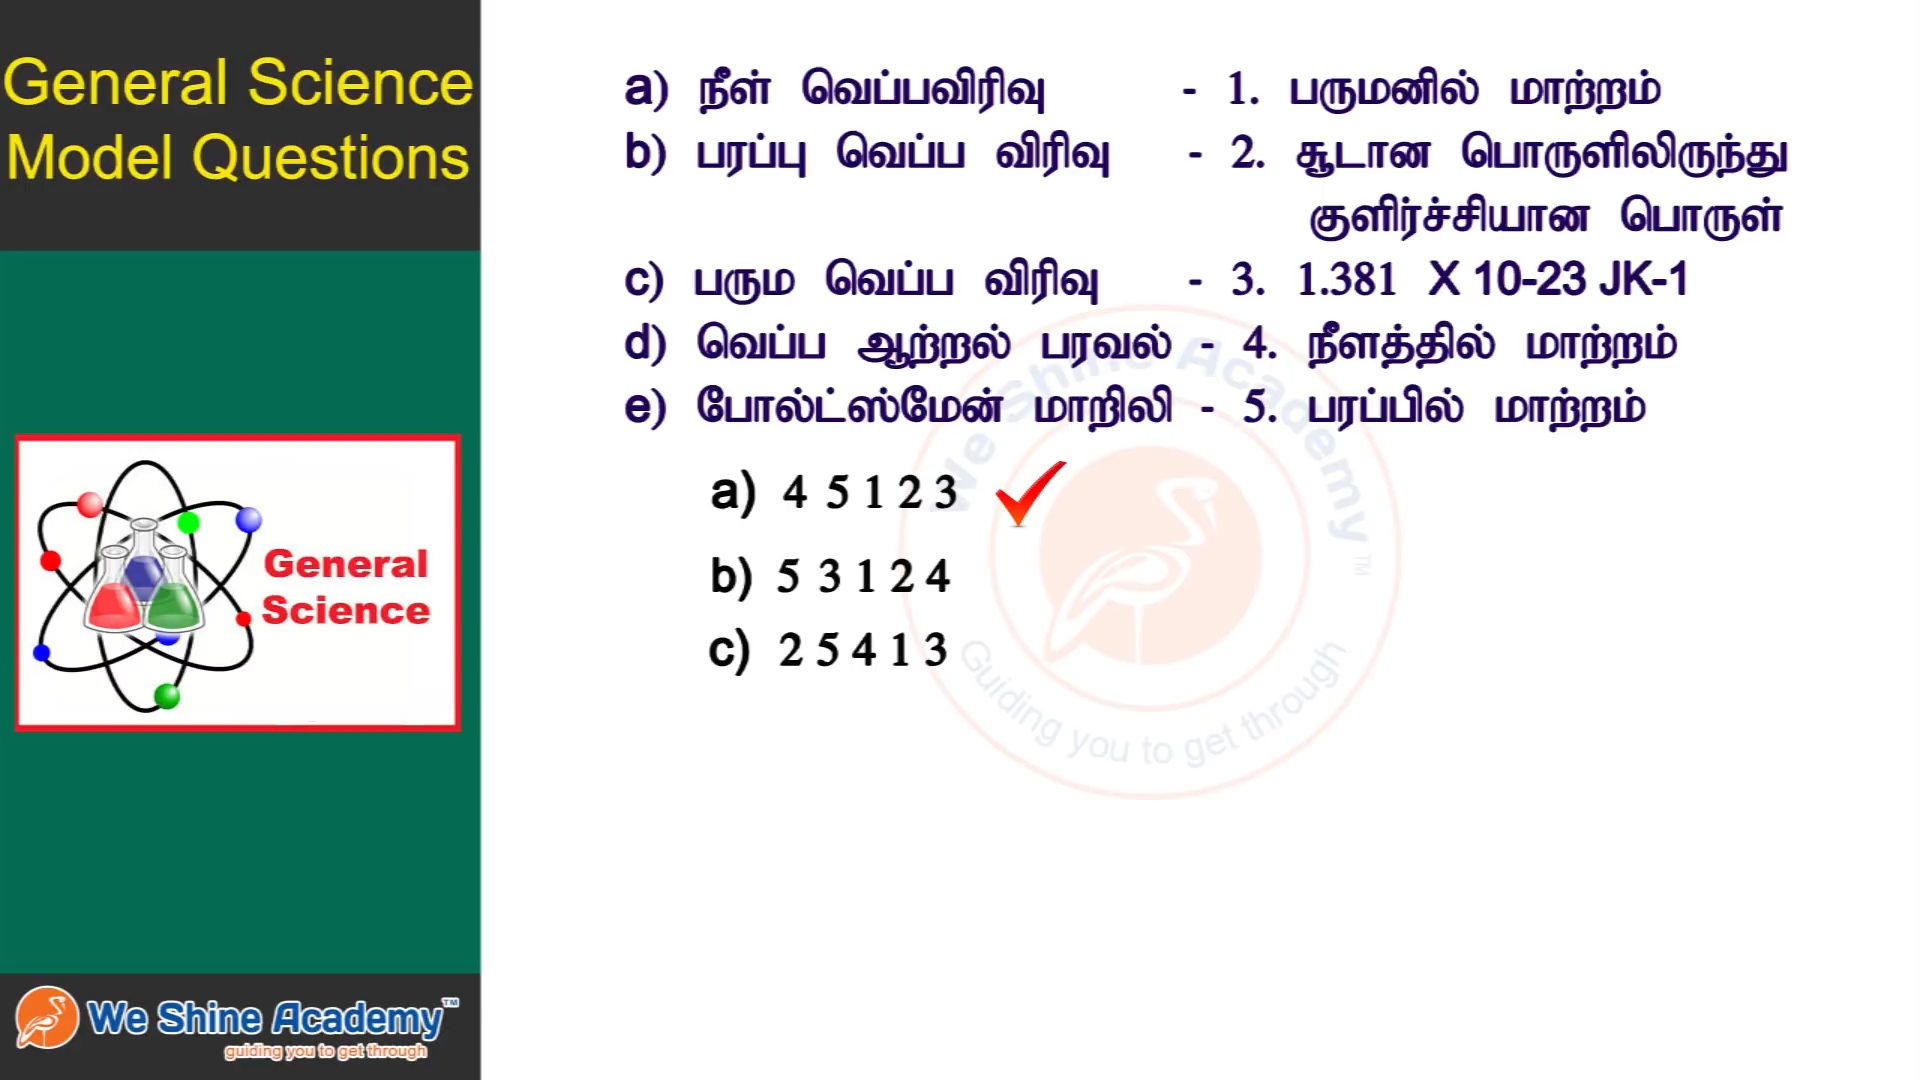 General Science
Model Questions
a) நீள் வெப்பவிரிவு - 1. பருமனில் மாற்றம்
b) பரப்பு வெப்ப விரிவு - 2. சூடான பொருளிலிருந்து
குளிர்ச்சியான பொருள்
c) பரும வெப்ப விரிவு - 3. 1.381 X 10-23 JK-1
d) வெப்ப ஆற்றல் பரவல் - 4. நீளத்தில் மாற்றம்
e) போல்ட்ஸ்மேன் மாறிலி - 5. பரப்பில் மாற்றம்
a) 4 5 1 2 3
b) 5 3 1 2 4
c) 2 5 4 1 3
General
Science
We Shine Academy™
Guiding you to get through
We Shine Academy™
guiding you to get through